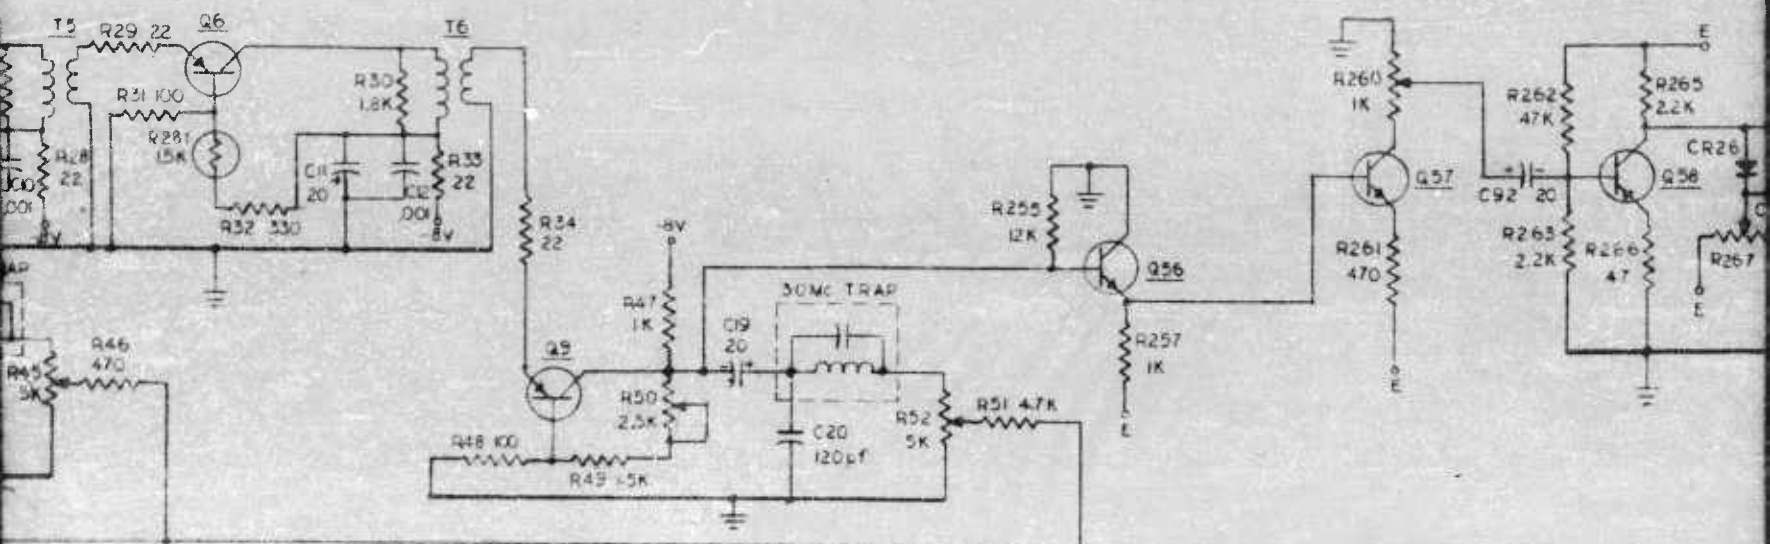 T5
R29 22
Q6
T6
R31 100
R281
15K
R30
1.8K
R28
22
C10
.001
C11
20
C12
.001
R33
22
R32 330
8V
R34
22
-8V
R47
1K
C19
20
30Mc TRAP
Q9
R46
470
R45
5K
R50
2.5K
R48 100
R49 1.5K
C20
120pf
R52
5K
R51 4.7K
R255
12K
Q56
R257
1K
E
R260
1K
Q57
R261
470
E
R262
47K
C92 20
R263
2.2K
R265
2.2K
E
Q58
R266
47
CR26
R267
E